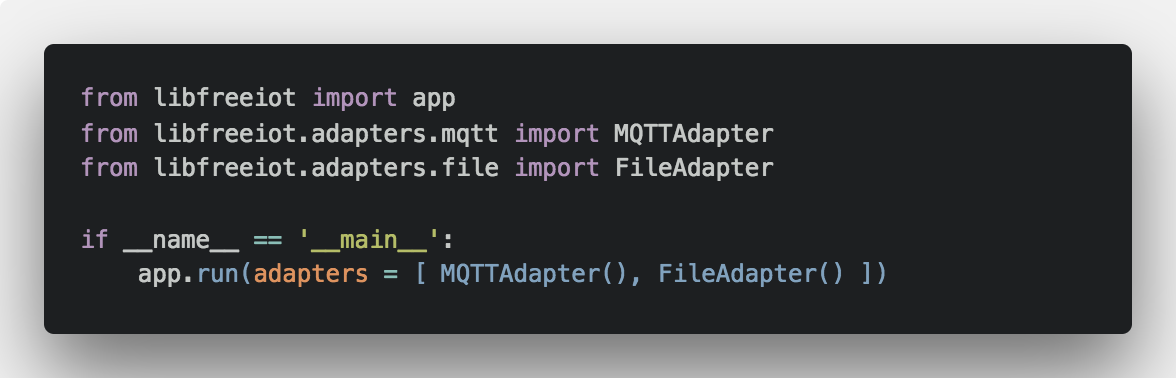 from libfreeiot import app
from libfreeiot.adapters.mqtt import MQTTAdapter
from libfreeiot.adapters.file import FileAdapter

if __name__ == '__main__':
    app.run(adapters = [ MQTTAdapter(), FileAdapter() ])